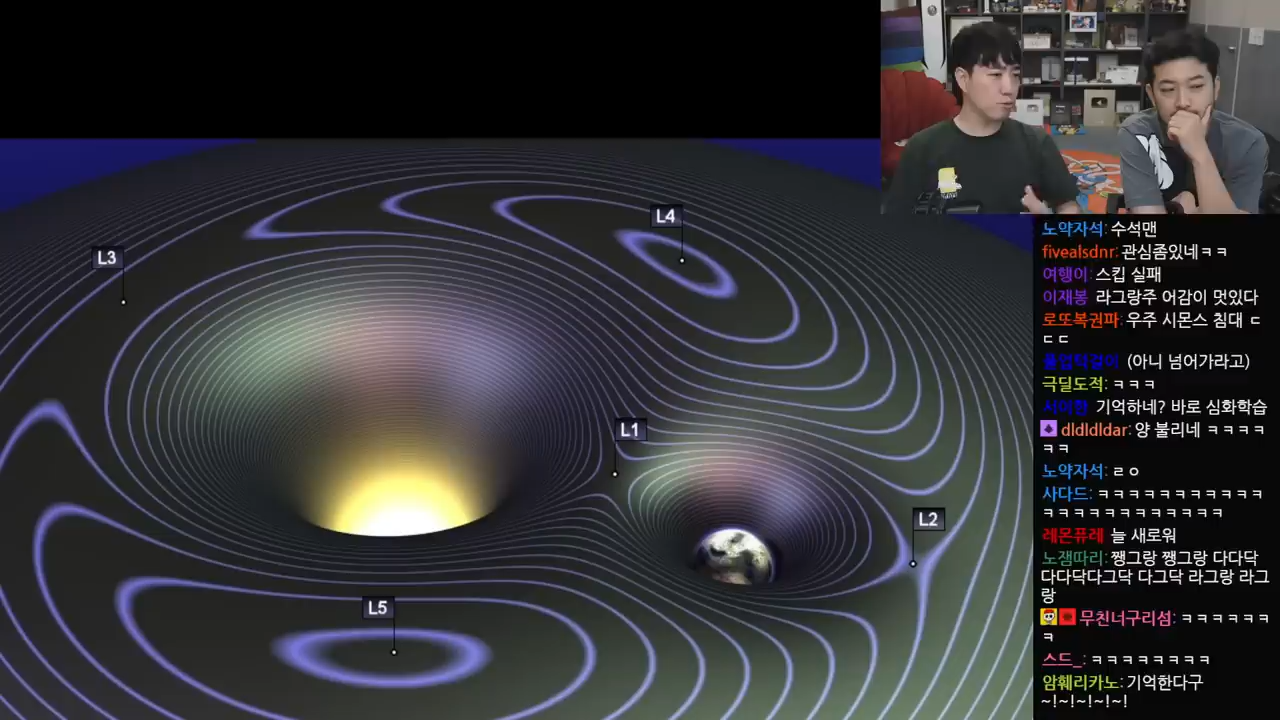 L3
L4
L1
L2
L5
노약자석: 수석맨
fivealsdnr: 관심좀있네ㅋㅋ
여행이: 스킵 실패
이재봉 라그랑주 어감이 멋있다
로또복권파: 우주 시몬스 침대 ㄷ
ㄷㄷ
(아니 넘어가라고)
극딜도적: ㅋㅋㅋ
시이한 기억하네? 바로 심화학습
dldldldar: 양 불리네 ㅋㅋㅋㅋ
ㅋㅋ
노약자석: ㄹㅇ
사다드: ㅋㅋㅋㅋㅋㅋㅋㅋㅋㅋㅋ
ㅋㅋㅋㅋㅋㅋㅋㅋㅋㅋㅋㅋ
레몬퓨레 늘 새로워
노잼따리: 쨍그랑 쨍그랑 다다닥
다다닥다그닥 다그닥 라그랑 라그
랑
무친너구리섬: ㅋㅋㅋㅋㅋㅋ
ㅋ
스드_: ㅋㅋㅋㅋㅋㅋㅋㅋ
암훼리카노: 기억한다구
~!~!~!~!~!